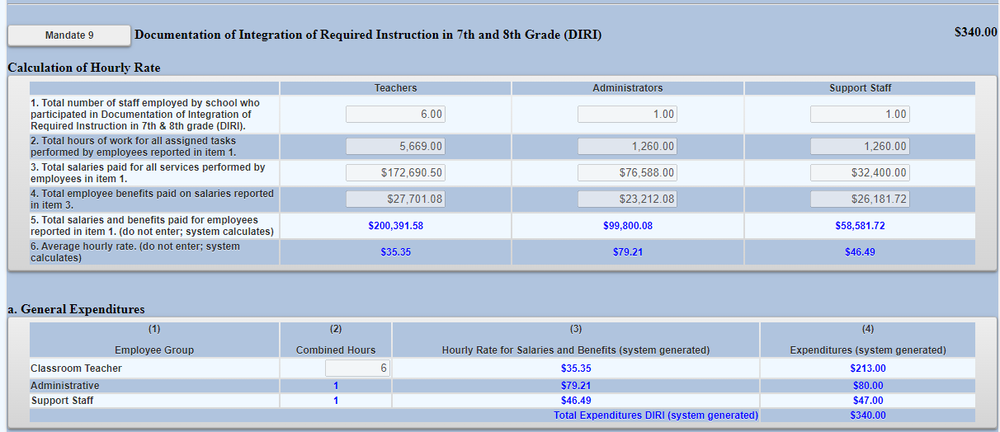 Mandate 9 Documentation of Integration of Required Instruction in 7th and 8th Grade (DIRI) $340.00
Calculation of Hourly Rate
Teachers Administrators Support Staff
1. Total number of staff employed by school who
participated in Documentation of Integration of
Required Instruction in 7th & 8th grade (DIRI).
6.00 1.00 1.00
2. Total hours of work for all assigned tasks
performed by employees reported in item 1.
5,669.00 1,260.00 1,260.00
3. Total salaries paid for all services performed by
employees in item 1.
$172,690.50 $76,588.00 $32,400.00
4. Total employee benefits paid on salaries reported
in item 3.
$27,701.08 $23,212.08 $26,181.72
5. Total salaries and benefits paid for employees
reported in item 1. (do not enter; system calculates)
$200,391.58 $99,800.08 $58,581.72
6. Average hourly rate. (do not enter; system
calculates)
$35.35 $79.21 $46.49
a. General Expenditures
(1) (2) (3) (4)
Employee Group Combined Hours Hourly Rate for Salaries and Benefits (system generated) Expenditures (system generated)
Classroom Teacher 6 $35.35 $213.00
Administrative 1 $79.21 $80.00
Support Staff 1 $46.49 $47.00
Total Expenditures DIRI (system generated) $340.00